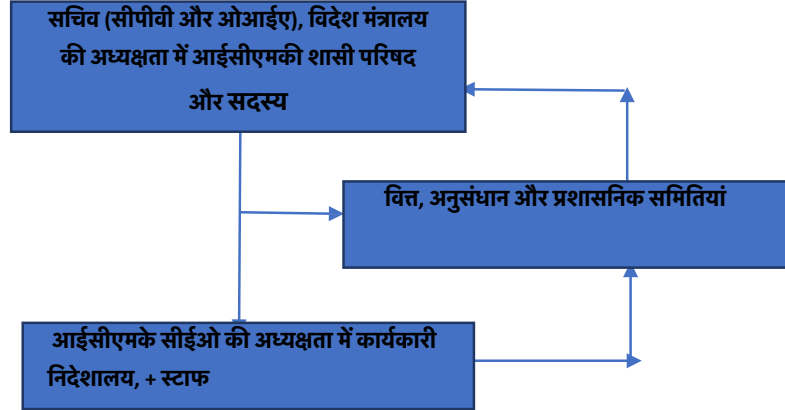 सचिव (सीपीवी और ओआईए), विदेश मंत्रालय
की अध्यक्षता में आईसीएमकी शासी परिषद
और सदस्य
वित्त, अनुसंधान और प्रशासनिक समितियां
आईसीएमके सीईओ की अध्यक्षता में कार्यकारी
निदेशालय, + स्टाफ